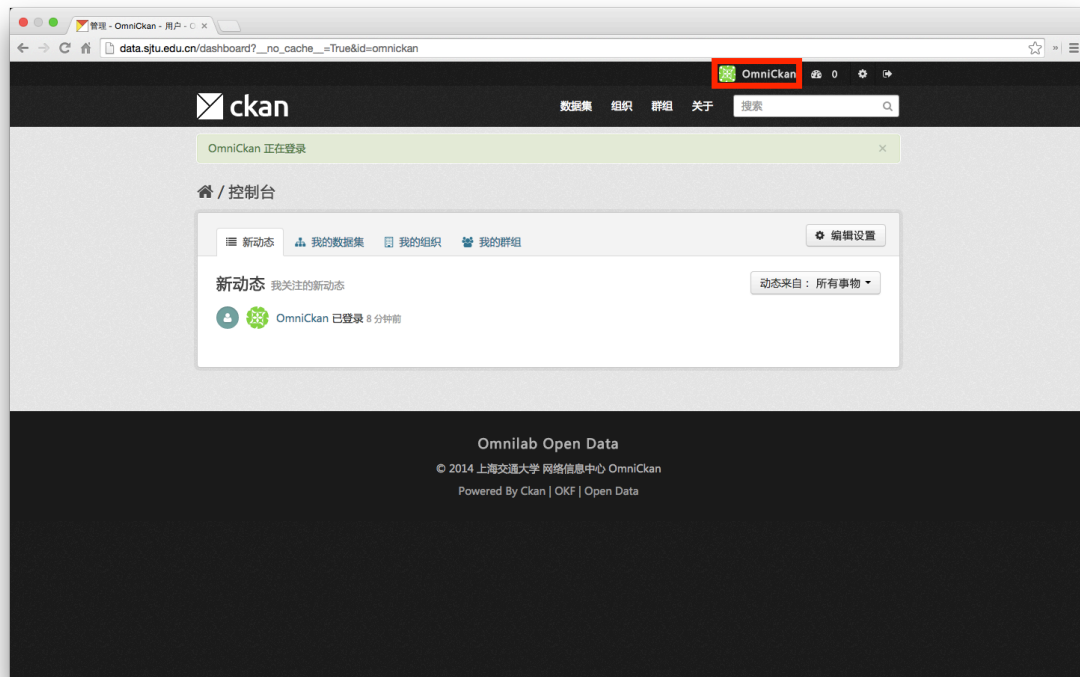 管理 - OmniCkan - 用户 - C
data.sjtu.edu.cn/dashboard?__no_cache__=True&id=omnickan
OmniCkan 0
ckan 数据集 组织 群组 关于 搜索
OmniCkan 正在登录 ×
/ 控制台
新动态 我的数据集 我的组织 我的群组 编辑设置
新动态 我关注的新动态 动态来自： 所有事物
OmniCkan 已登录 8 分钟前
Omnilab Open Data
© 2014 上海交通大学 网络信息中心 OmniCkan
Powered By Ckan | OKF | Open Data